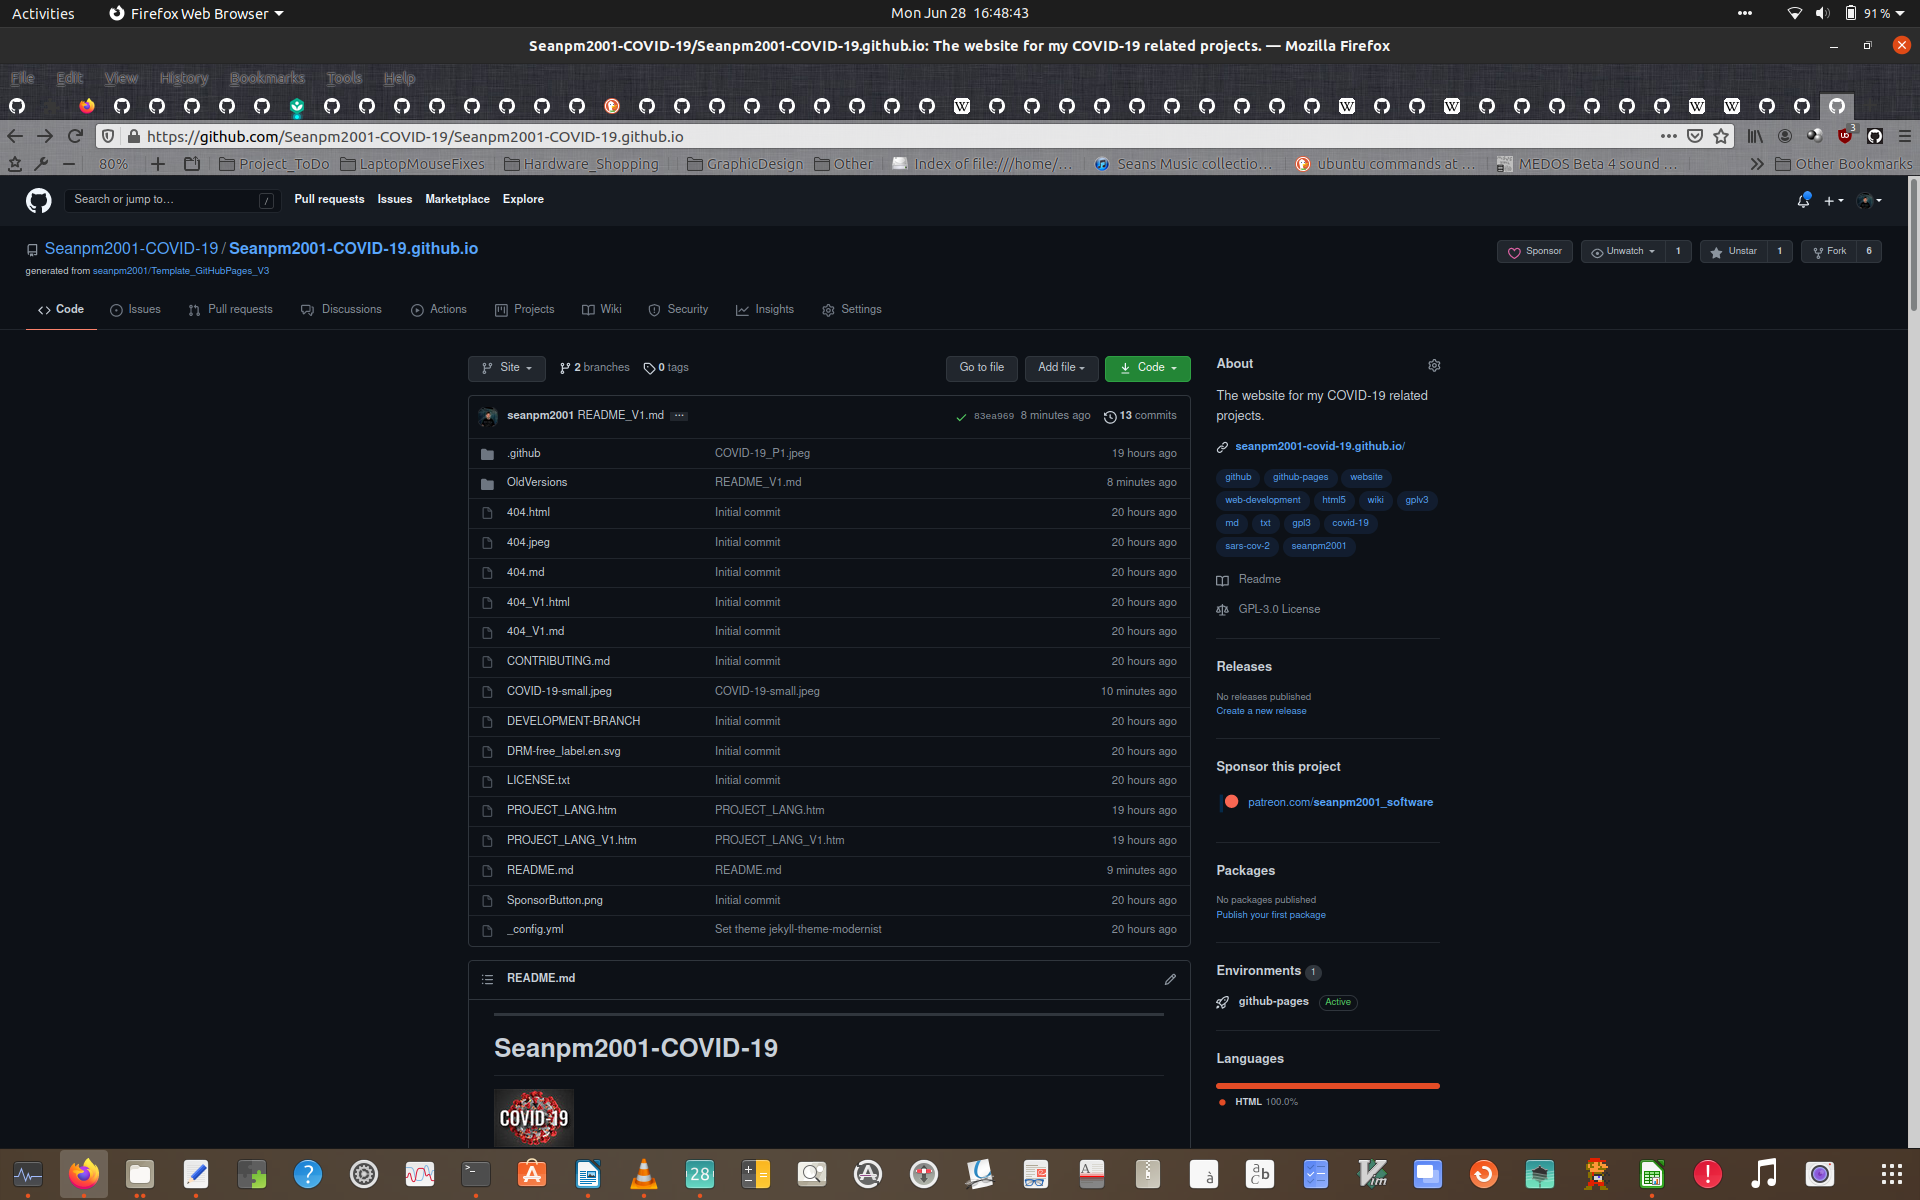 Activities Firefox Web Browser Mon Jun 28 16:48:43 91 %
Seanpm2001-COVID-19/Seanpm2001-COVID-19.github.io: The website for my COVID-19 related projects. — Mozilla Firefox
File Edit View History Bookmarks Tools Help
https://github.com/Seanpm2001-COVID-19/Seanpm2001-COVID-19.github.io 3
80% Project_ToDo LaptopMouseFixes Hardware_Shopping GraphicDesign Other Index of file:///home/... Seans Music collectio... ubuntu commands at ... MEDOS Beta 4 sound ... Other Bookmarks
Search or jump to... / Pull requests Issues Marketplace Explore
Seanpm2001-COVID-19 / Seanpm2001-COVID-19.github.io Sponsor Unwatch 1 Unstar 1 Fork 6
generated from seanpm2001/Template_GitHubPages_V3
Code Issues Pull requests Discussions Actions Projects Wiki Security Insights Settings
Site 2 branches 0 tags Go to file Add file Code
seanpm2001 README_V1.md ... 83ea969 8 minutes ago 13 commits
.github COVID-19_P1.jpeg 19 hours ago
OldVersions README_V1.md 8 minutes ago
404.html Initial commit 20 hours ago
404.jpeg Initial commit 20 hours ago
404.md Initial commit 20 hours ago
404_V1.html Initial commit 20 hours ago
404_V1.md Initial commit 20 hours ago
CONTRIBUTING.md Initial commit 20 hours ago
COVID-19-small.jpeg COVID-19-small.jpeg 10 minutes ago
DEVELOPMENT-BRANCH Initial commit 20 hours ago
DRM-free_label.en.svg Initial commit 20 hours ago
LICENSE.txt Initial commit 20 hours ago
PROJECT_LANG.htm PROJECT_LANG.htm 19 hours ago
PROJECT_LANG_V1.htm PROJECT_LANG_V1.htm 19 hours ago
README.md README.md 9 minutes ago
SponsorButton.png Initial commit 20 hours ago
_config.yml Set theme jekyll-theme-modernist 20 hours ago
README.md
Seanpm2001-COVID-19
COVID-19
About
The website for my COVID-19 related
projects.
seanpm2001-covid-19.github.io/
github github-pages website
web-development html5 wiki gplv3
md txt gpl3 covid-19
sars-cov-2 seanpm2001
Readme
GPL-3.0 License
Releases
No releases published
Create a new release
Sponsor this project
patreon.com/seanpm2001_software
Packages
No packages published
Publish your first package
Environments 1
github-pages Active
Languages
HTML 100.0%
28